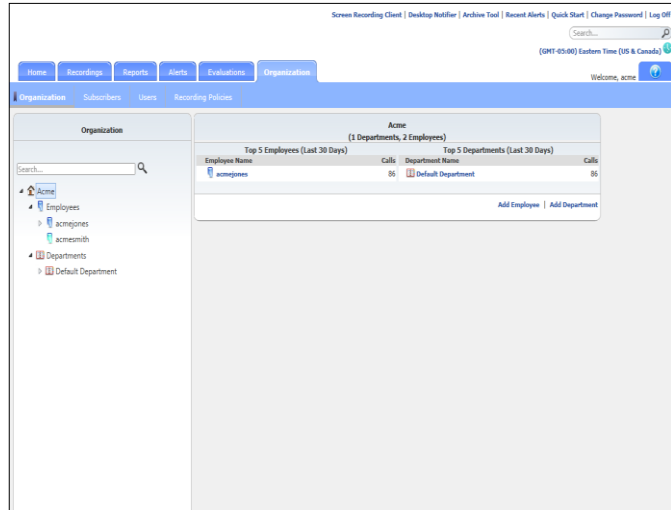 Screen Recording Client | Desktop Notifier | Archive Tool | Recent Alerts | Quick Start | Change Password | Log Off
Search...
(GMT-05:00) Eastern Time (US & Canada)
Home Recordings Reports Alerts Evaluations Organization
Welcome, acme
Organization Subscribers Users Recording Policies
Organization
Search...
Acme
Employees
acmejones
acmesmith
Departments
Default Department
Acme
(1 Departments, 2 Employees)
Top 5 Employees (Last 30 Days) Top 5 Departments (Last 30 Days)
Employee Name Calls Department Name Calls
acmejones 86 Default Department 86
Add Employee | Add Department